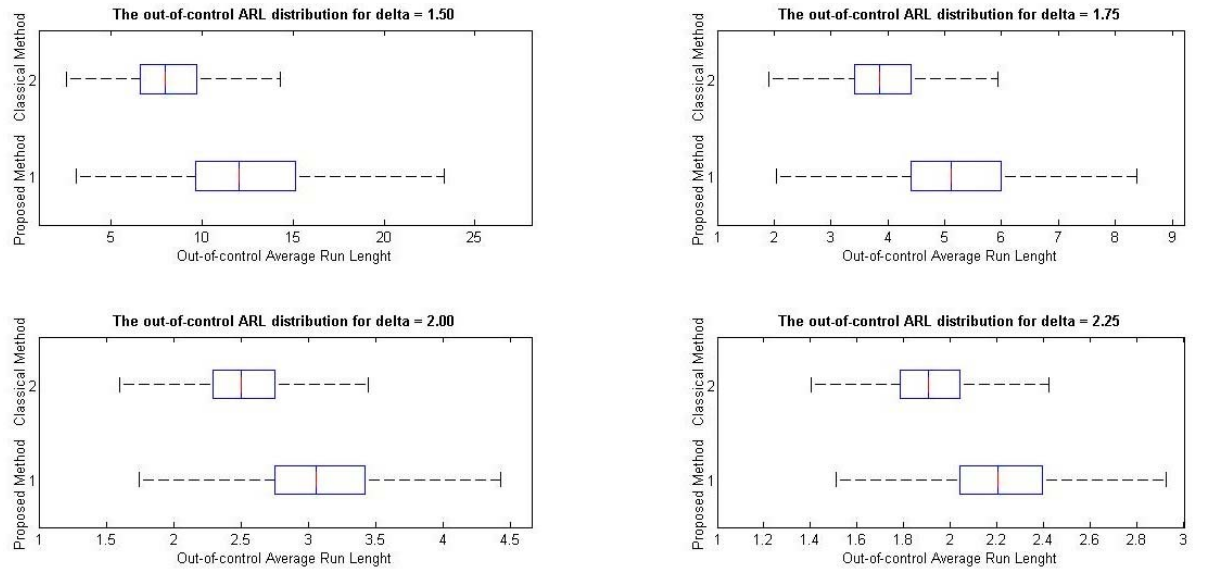 The out-of-control ARL distribution for delta = 1.50
Classical Method
2
Proposed Method
1
5 10 15 20 25
Out-of-control Average Run Lenght
The out-of-control ARL distribution for delta = 1.75
Classical Method
2
Proposed Method
1
1 2 3 4 5 6 7 8 9
Out-of-control Average Run Lenght
The out-of-control ARL distribution for delta = 2.00
Classical Method
2
Proposed Method
1
1 1.5 2 2.5 3 3.5 4 4.5
Out-of-control Average Run Lenght
The out-of-control ARL distribution for delta = 2.25
Classical Method
2
Proposed Method
1
1 1.2 1.4 1.6 1.8 2 2.2 2.4 2.6 2.8 3
Out-of-control Average Run Lenght